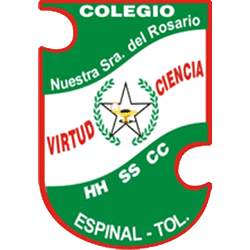 COLEGIO
Nuestra Sra. del Rosario
VIRTUD
CIENCIA
HH SS CC
ESPINAL - TOL.